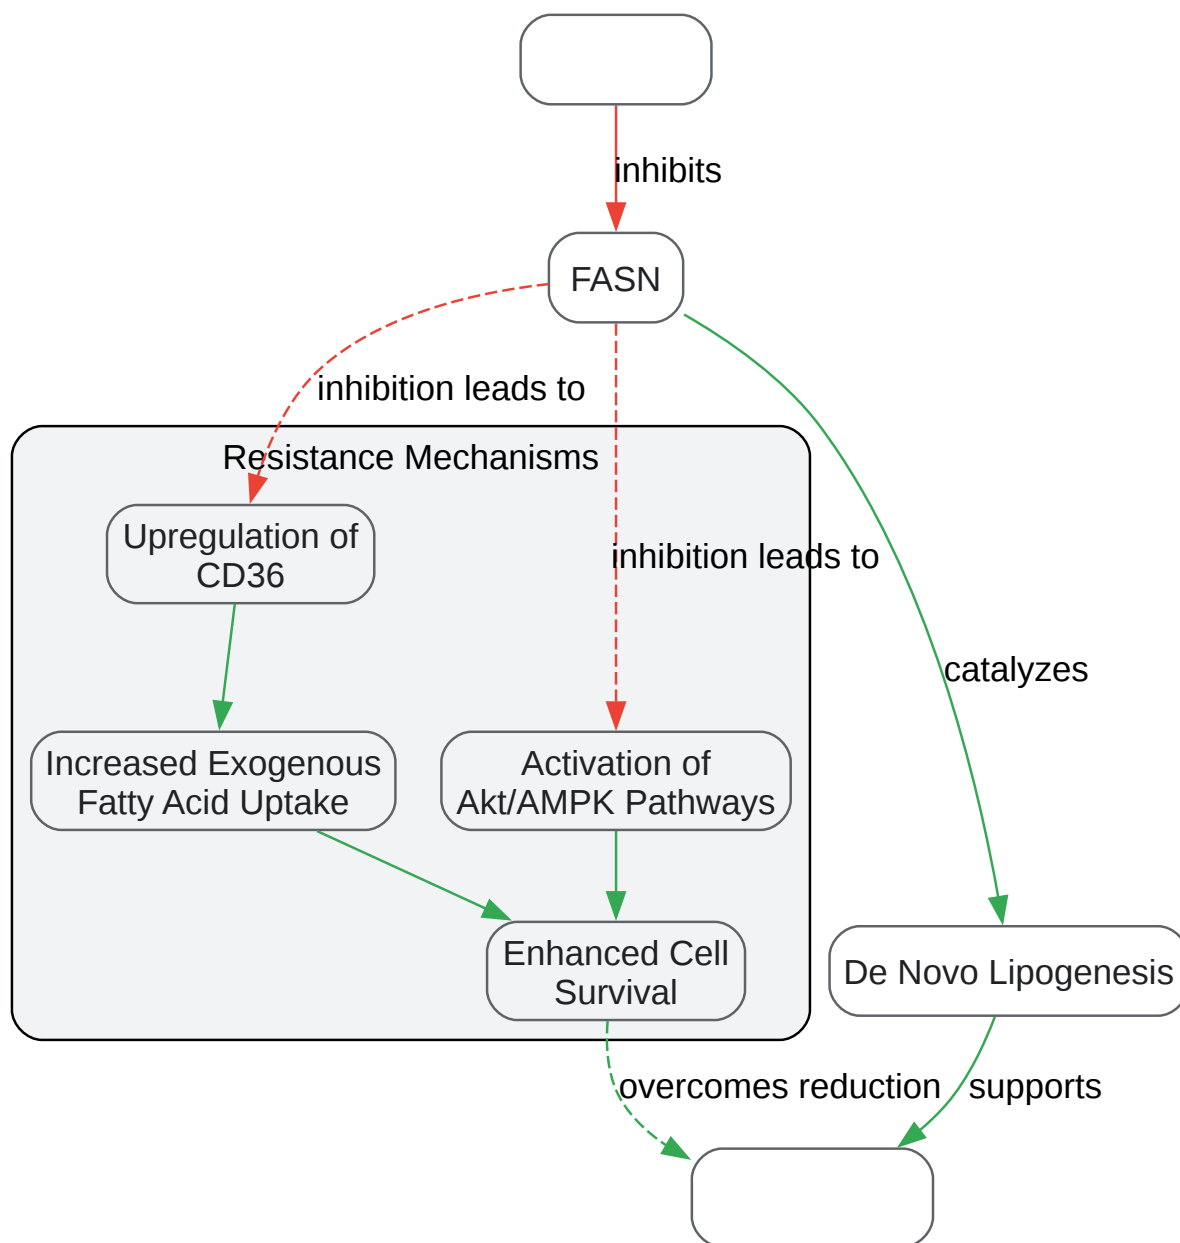 inhibits
FASN
inhibition leads to
Resistance Mechanisms
Upregulation of
CD36
inhibition leads to
catalyzes
Increased Exogenous
Fatty Acid Uptake
Activation of
Akt/AMPK Pathways
Enhanced Cell
Survival
De Novo Lipogenesis
overcomes reduction
supports